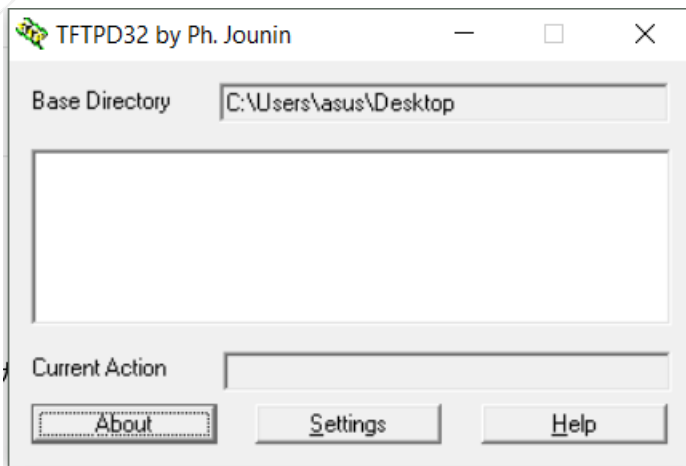 TFTPD32 by Ph. Jounin
Base Directory
C:\Users\asus\Desktop
Current Action
About
Settings
Help